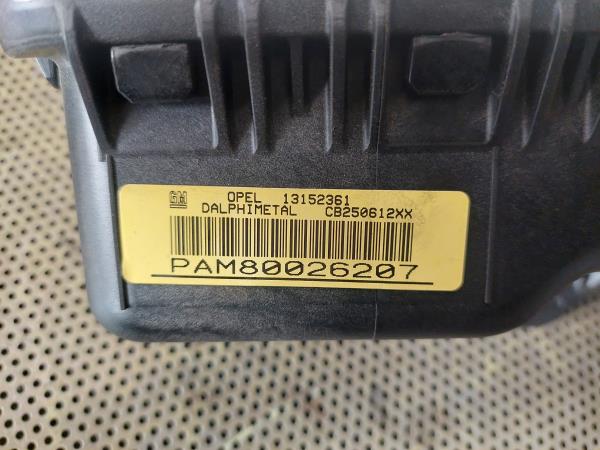 GM OPEL 13152361
DALPHIMETAL CB250612XX
PAM80026207